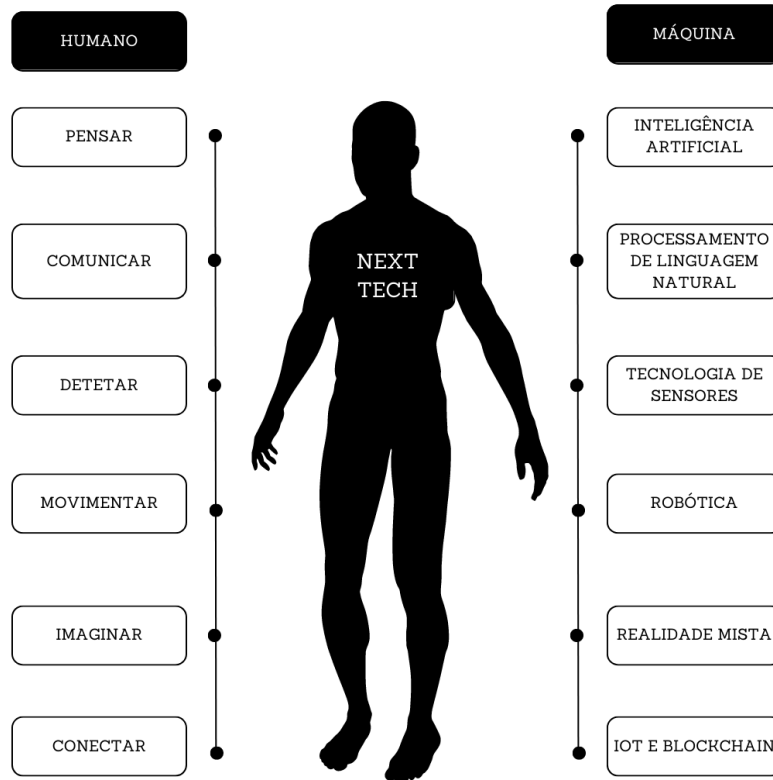 HUMANO
MÁQUINA
PENSAR
INTELIGÊNCIA
ARTIFICIAL
COMUNICAR
NEXT
TECH
PROCESSAMENTO
DE LINGUAGEM
NATURAL
DETETAR
TECNOLOGIA DE
SENSORES
MOVIMENTAR
ROBÓTICA
IMAGINAR
REALIDADE MISTA
CONECTAR
IOT E BLOCKCHAIN